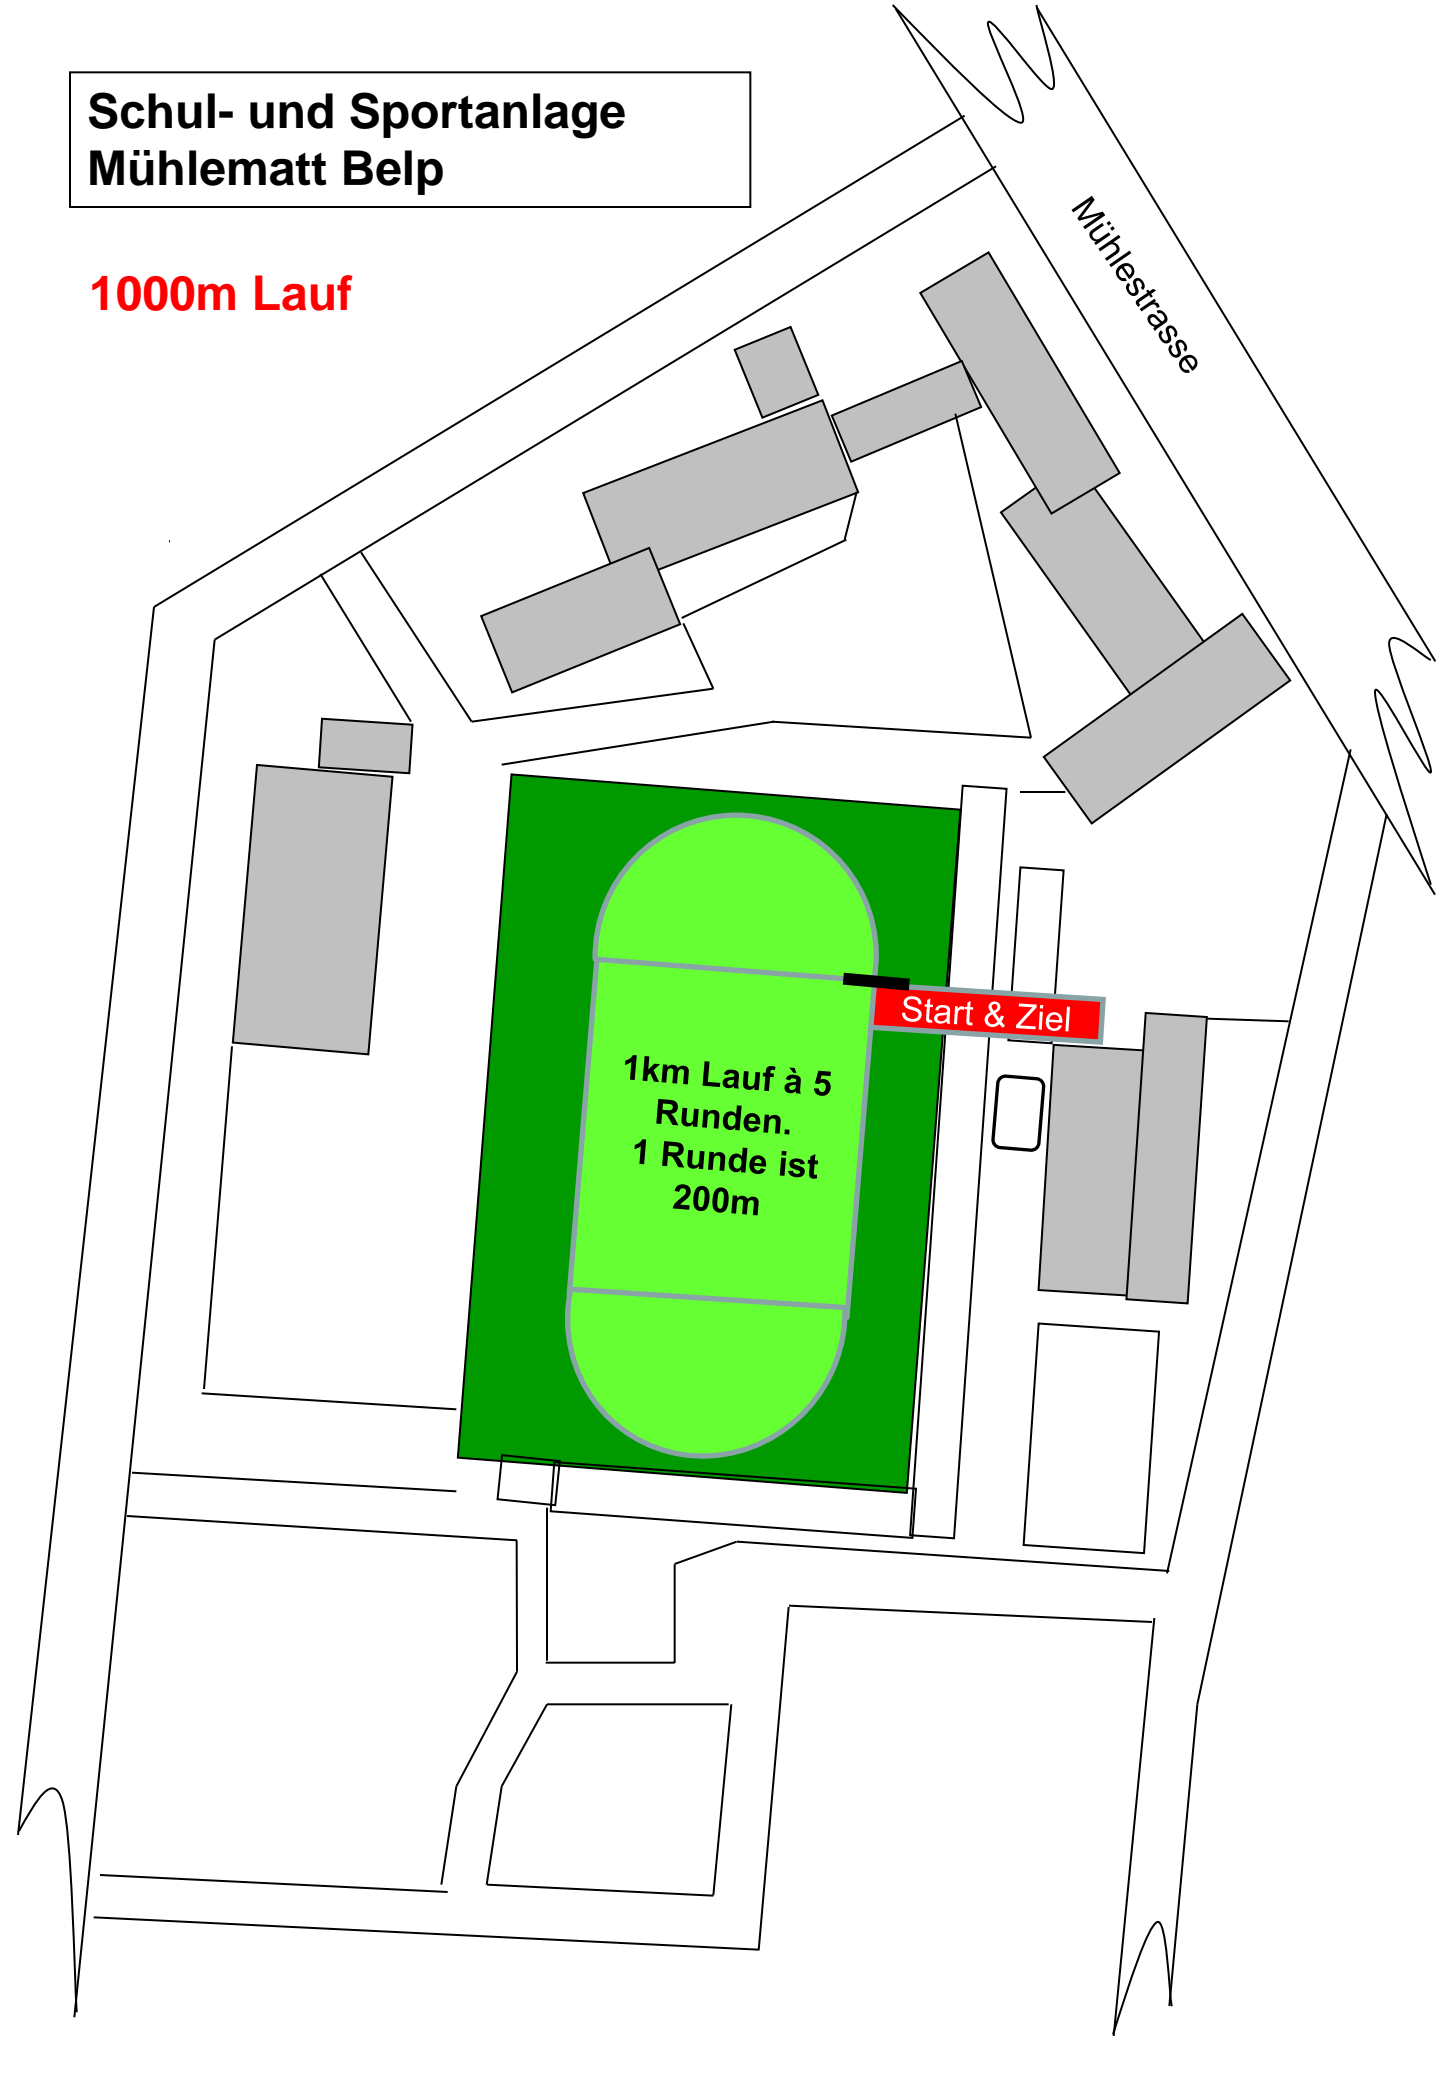 Schul- und Sportanlage
Mühlematt Belp
1000m Lauf
Mühlestrasse
Start & Ziel
1km Lauf à 5
Runden.
1 Runde ist
200m